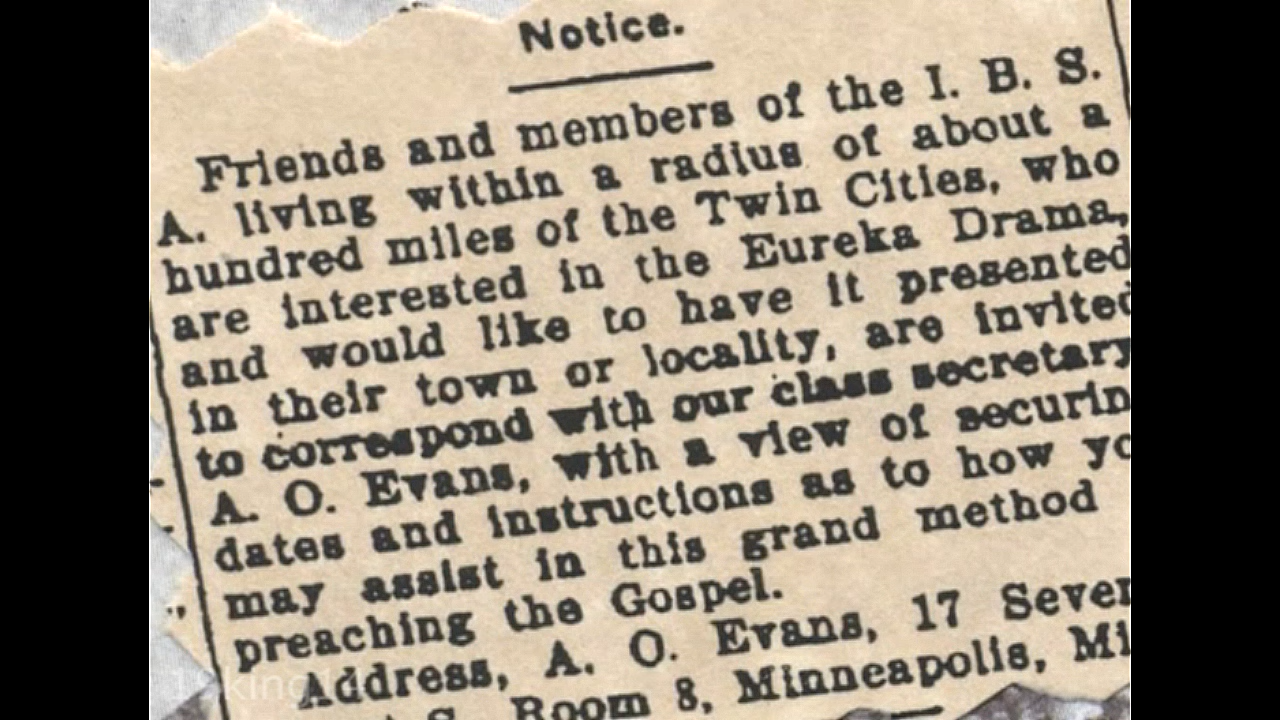 Notice.
Friends and members of the I. B. S.
A. living within a radius of about a
hundred miles of the Twin Cities, who
are interested in the Eureka Drama,
and would like to have it presented
in their town or locality, are invited
to correspond with our class secretary
A. O. Evans, with a view of securin
dates and instructions as to how yo
may assist in this grand method
preaching the Gospel.
Address, A. O. Evans, 17 Seven
S. Room 8, Minneapolis, Mi